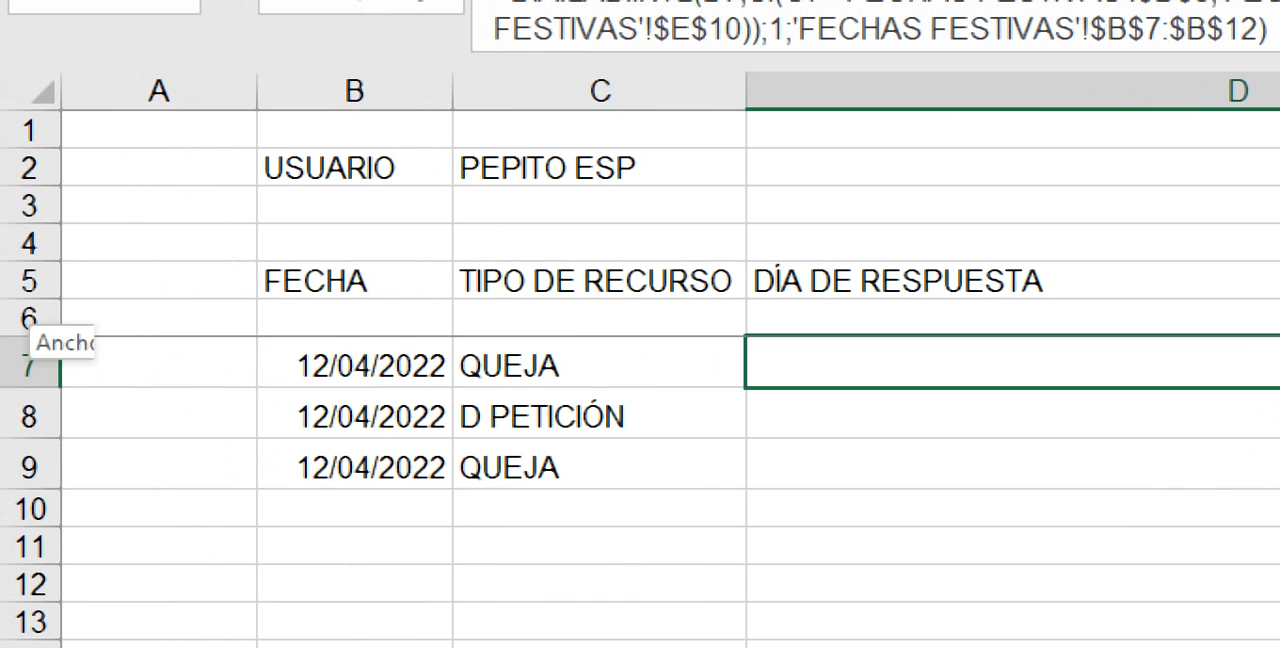 FESTIVAS'!$E$10));1;'FECHAS FESTIVAS'!$B$7:$B$12)
A B C D
1
2 USUARIO PEPITO ESP
3
4
5 FECHA TIPO DE RECURSO DÍA DE RESPUESTA
6
Ancho
7 12/04/2022 QUEJA
8 12/04/2022 D PETICIÓN
9 12/04/2022 QUEJA
10
11
12
13